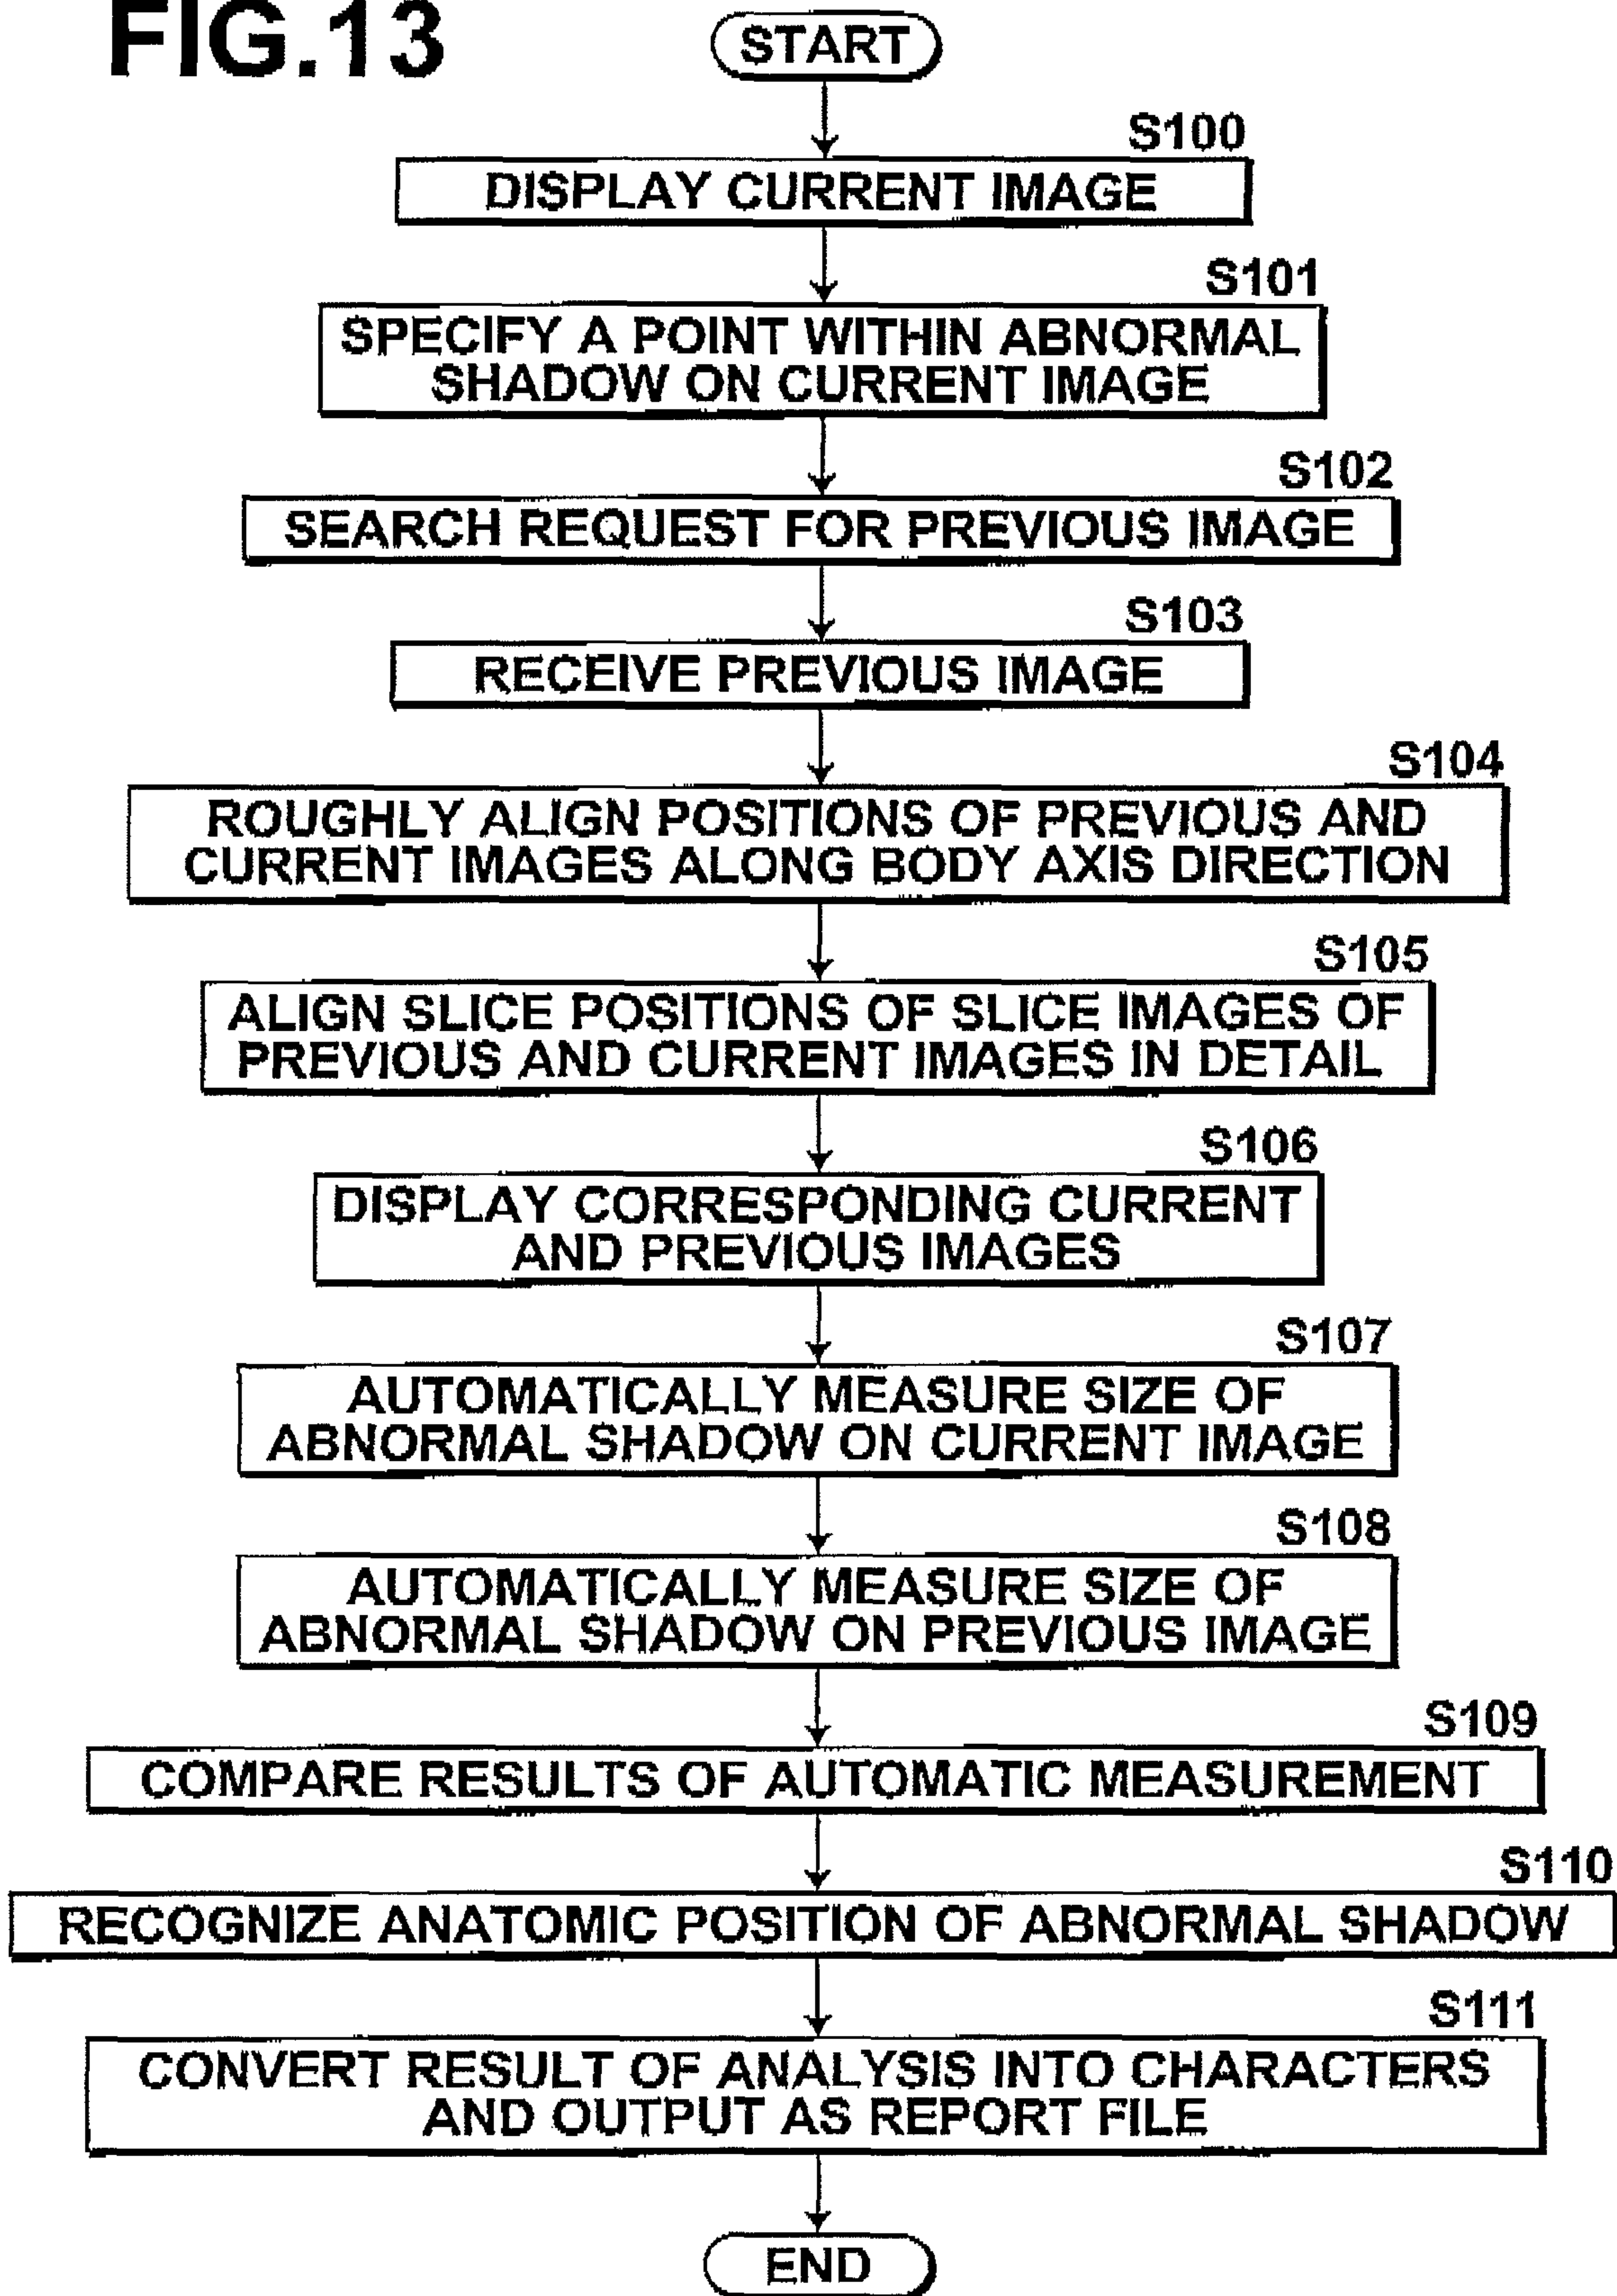 FIG.13
START
S100
DISPLAY CURRENT IMAGE
S101
SPECIFY A POINT WITHIN ABNORMAL
SHADOW ON CURRENT IMAGE
S102
SEARCH REQUEST FOR PREVIOUS IMAGE
S103
RECEIVE PREVIOUS IMAGE
S104
ROUGHLY ALIGN POSITIONS OF PREVIOUS AND
CURRENT IMAGES ALONG BODY AXIS DIRECTION
S105
ALIGN SLICE POSITIONS OF SLICE IMAGES OF
PREVIOUS AND CURRENT IMAGES IN DETAIL
S106
DISPLAY CORRESPONDING CURRENT
AND PREVIOUS IMAGES
S107
AUTOMATICALLY MEASURE SIZE OF
ABNORMAL SHADOW ON CURRENT IMAGE
S108
AUTOMATICALLY MEASURE SIZE OF
ABNORMAL SHADOW ON PREVIOUS IMAGE
S109
COMPARE RESULTS OF AUTOMATIC MEASUREMENT
S110
RECOGNIZE ANATOMIC POSITION OF ABNORMAL SHADOW
S111
CONVERT RESULT OF ANALYSIS INTO CHARACTERS
AND OUTPUT AS REPORT FILE
END